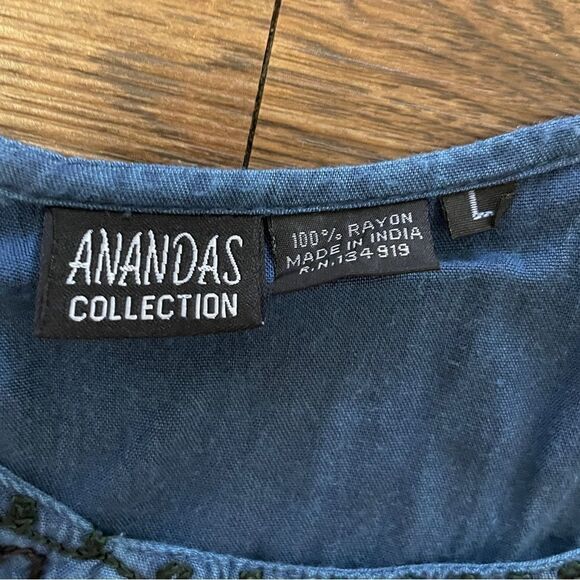 ANANDAS
COLLECTION
100% RAYON
MADE IN INDIA
R.N.134919
L